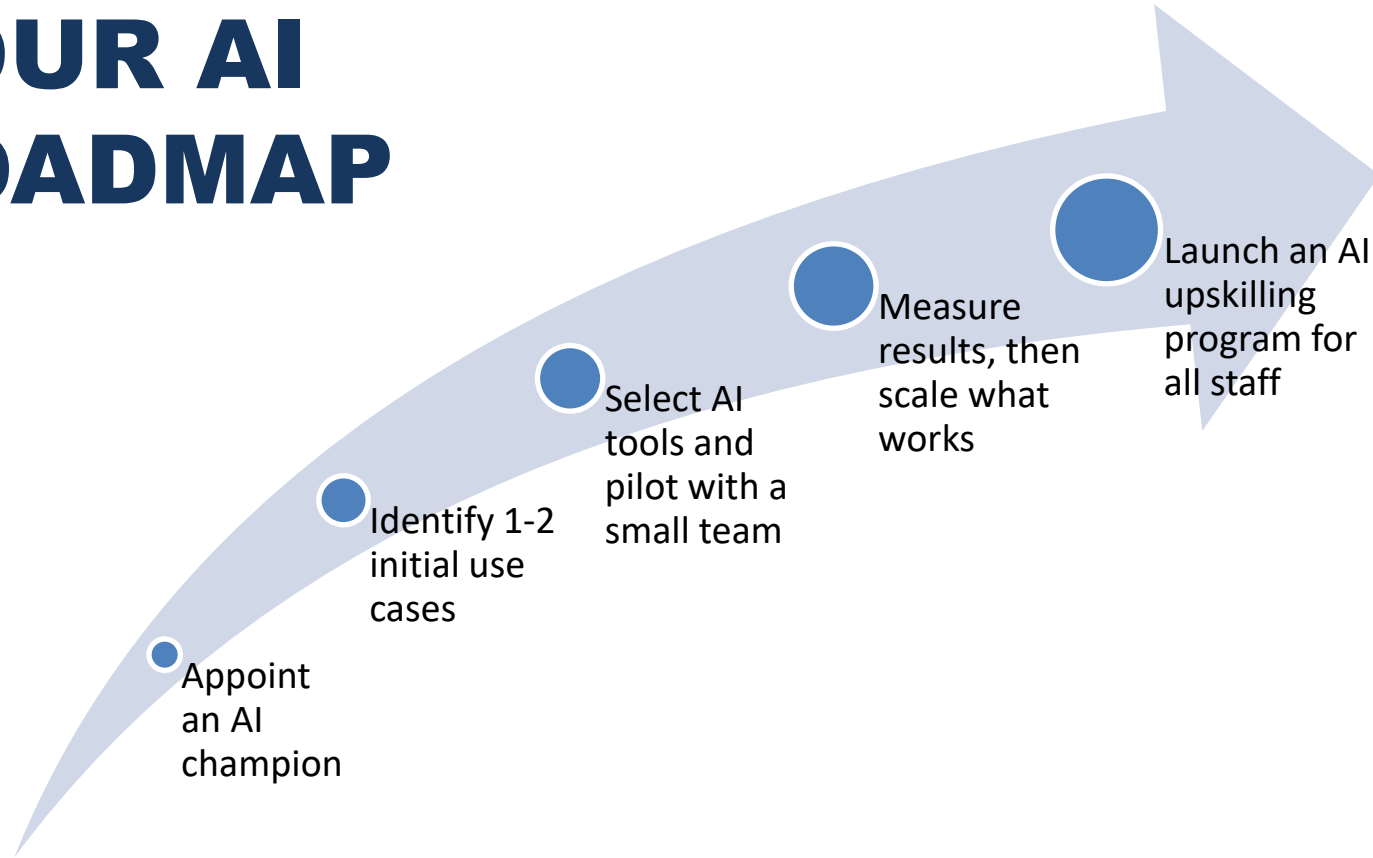 OUR AI
OADMAP
Launch an AI
upskilling
program for
all staff
Measure
results, then
scale what
works
Select AI
tools and
pilot with a
small team
Identify 1-2
initial use
cases
Appoint
an AI
champion